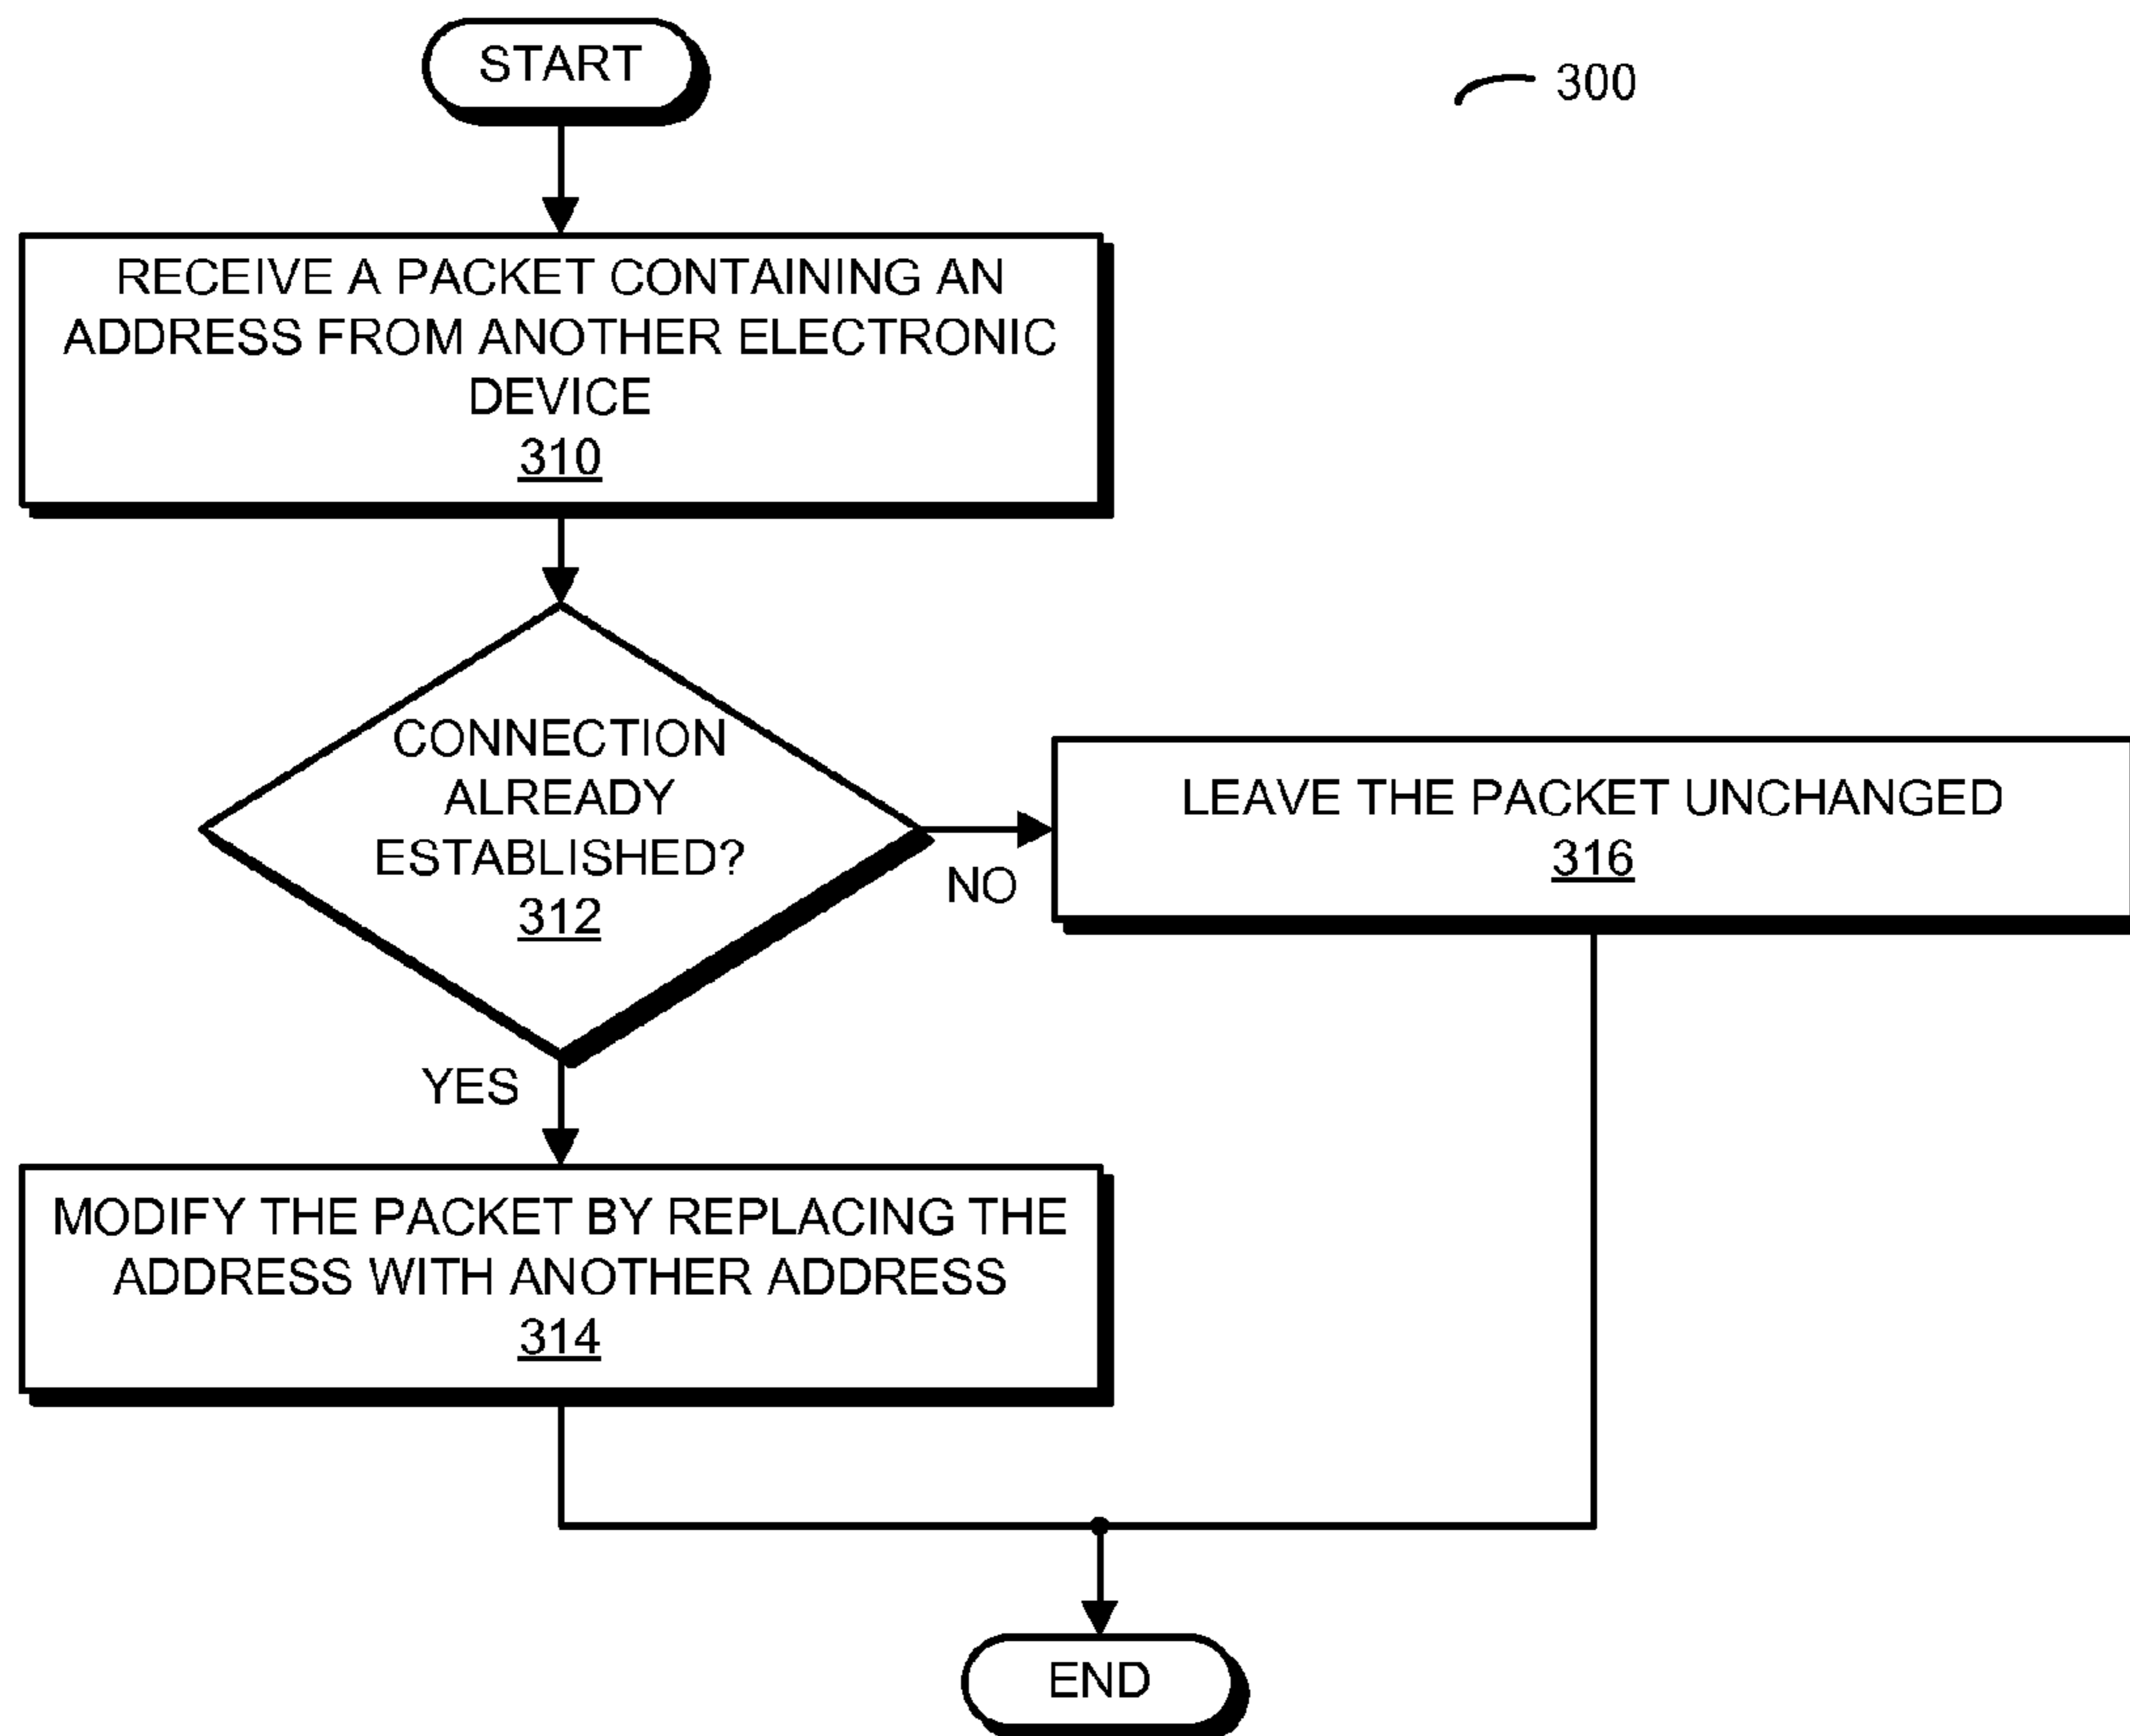 START
300
RECEIVE A PACKET CONTAINING AN
ADDRESS FROM ANOTHER ELECTRONIC
DEVICE
310
CONNECTION
ALREADY
ESTABLISHED?
312
NO
LEAVE THE PACKET UNCHANGED
316
YES
MODIFY THE PACKET BY REPLACING THE
ADDRESS WITH ANOTHER ADDRESS
314
END